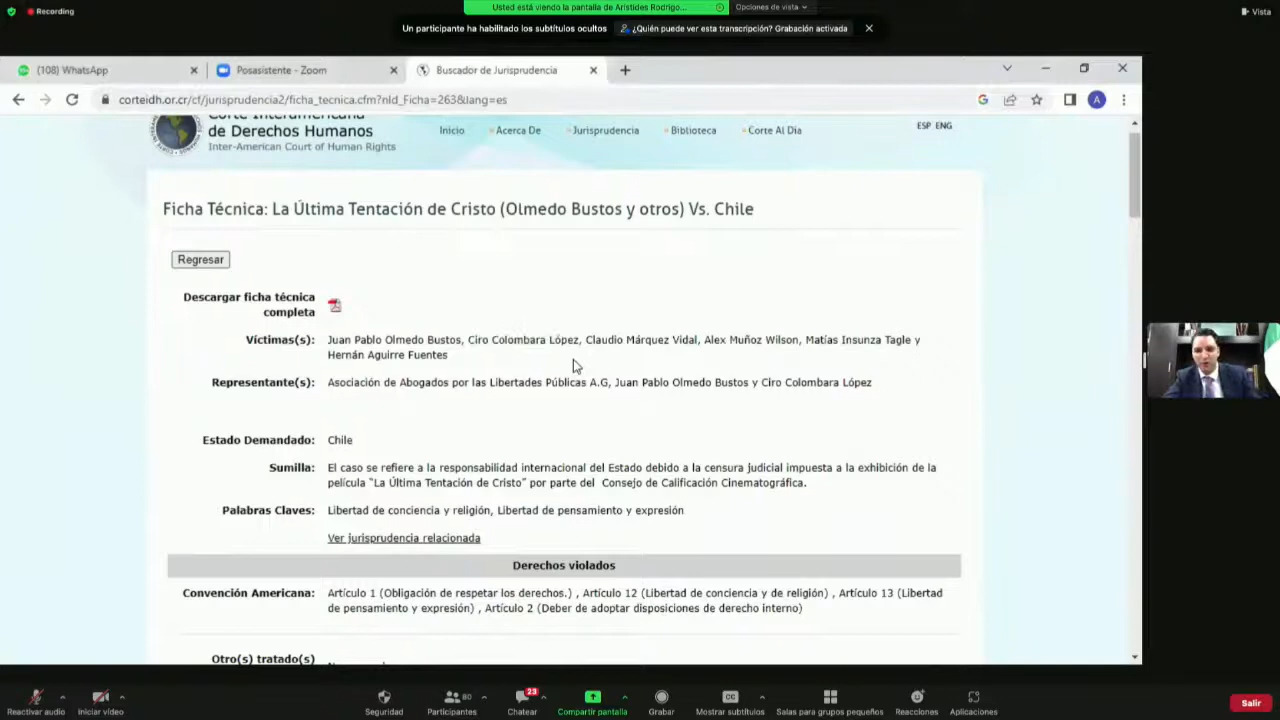 Recording
Usted está viendo la pantalla de Arístides Rodrigo...
Opciones de vista
Vista
Un participante ha habilitado los subtítulos ocultos
¿Quién puede ver esta transcripción? Grabación activada
(108) WhatsApp
Posasistente - Zoom
Buscador de Jurisprudencia
corteidh.or.cr/cf/jurisprudencia2/ficha_tecnica.cfm?nId_Ficha=263&lang=es
A
Corte Interamericana
de Derechos Humanos
Inter-American Court of Human Rights
Inicio
Acerca De
Jurisprudencia
Biblioteca
Corte Al Día
ESP ENG
Ficha Técnica: La Última Tentación de Cristo (Olmedo Bustos y otros) Vs. Chile
Regresar
Descargar ficha técnica
completa
Víctimas(s): Juan Pablo Olmedo Bustos, Ciro Colombara López, Claudio Márquez Vidal, Alex Muñoz Wilson, Matías Insunza Tagle y
Hernán Aguirre Fuentes
Representante(s): Asociación de Abogados por las Libertades Públicas A.G, Juan Pablo Olmedo Bustos y Ciro Colombara López
Estado Demandado: Chile
Sumilla: El caso se refiere a la responsabilidad internacional del Estado debido a la censura judicial impuesta a la exhibición de la
película “La Última Tentación de Cristo” por parte del Consejo de Calificación Cinematográfica.
Palabras Claves: Libertad de conciencia y religión, Libertad de pensamiento y expresión
Ver jurisprudencia relacionada
Derechos violados
Convención Americana: Artículo 1 (Obligación de respetar los derechos.) , Artículo 12 (Libertad de conciencia y de religión) , Artículo 13 (Libertad
de pensamiento y expresión) , Artículo 2 (Deber de adoptar disposiciones de derecho interno)
Otro(s) tratado(s)
Reactivar audio
Iniciar video
Seguridad
80
Participantes
23
Chatear
Compartir pantalla
Grabar
CC
Mostrar subtítulos
Salas para grupos pequeños
Reacciones
Aplicaciones
Salir